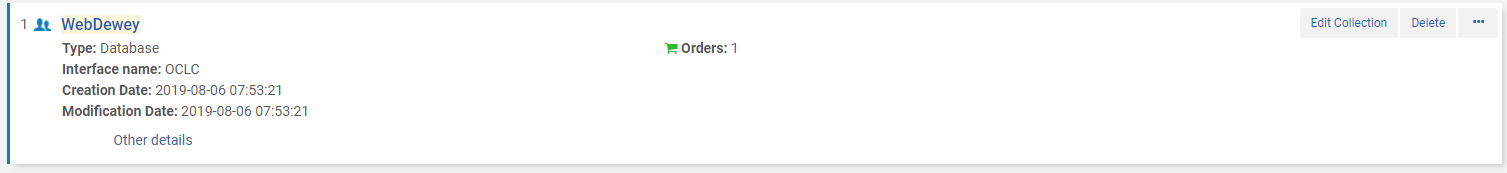 1 WebDewey Edit Collection Delete ...
Type: Database Orders: 1
Interface name: OCLC
Creation Date: 2019-08-06 07:53:21
Modification Date: 2019-08-06 07:53:21
Other details